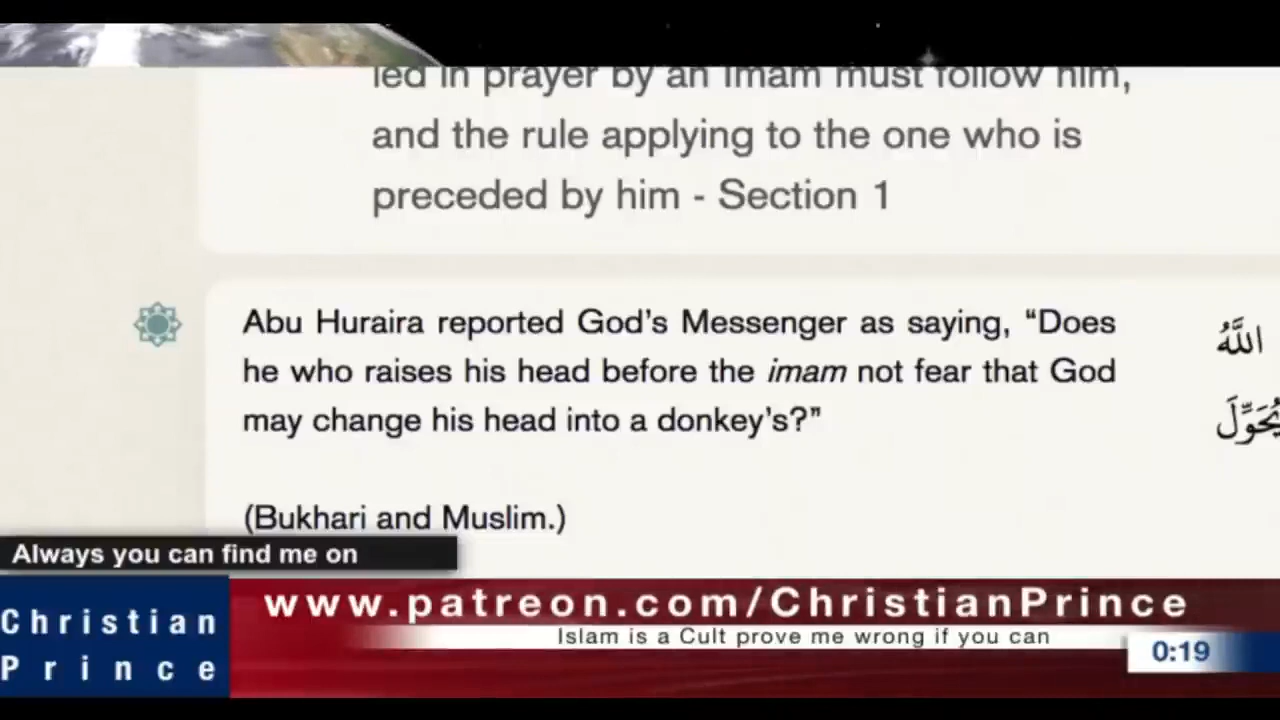 led in prayer by an Imam must follow him,
and the rule applying to the one who is
preceded by him - Section 1
Abu Huraira reported God's Messenger as saying, “Does
he who raises his head before the imam not fear that God
may change his head into a donkey's?”
(Bukhari and Muslim.)
اللَّهُ
يُحَوِّلَ
Always you can find me on
Christian
Prince
www.patreon.com/ChristianPrince
Islam is a Cult prove me wrong if you can
0:19